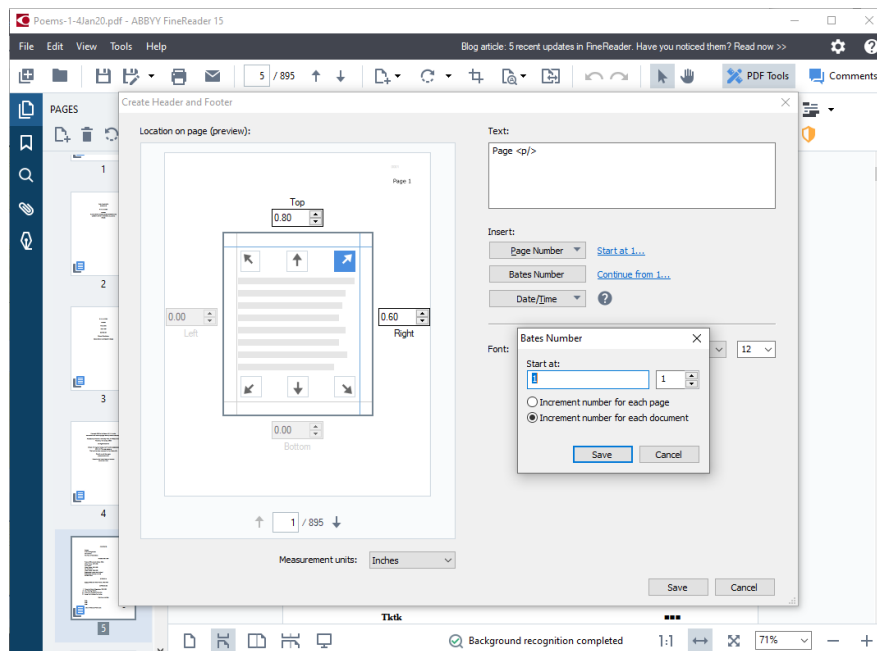 Poems-1-4Jan20.pdf - ABBYY FineReader 15
File Edit View Tools Help
Blog article: 5 recent updates in FineReader. Have you noticed them? Read now >>
5 / 895
PDF Tools
Comments
PAGES
Create Header and Footer
Location on page (preview):
Text:
Page <p/>
1
Page 1
Top
0.80
Insert:
Page Number
Start at 1...
Bates Number
Continue from 1...
Date/Time
2
0.00
Left
0.60
Right
Bates Number
Font:
12
Start at:
1
1
Increment number for each page
Increment number for each document
3
0.00
Bottom
Save
Cancel
4
1 / 895
Measurement units:
Inches
Save
Cancel
Tktk
5
Background recognition completed
1:1
71%